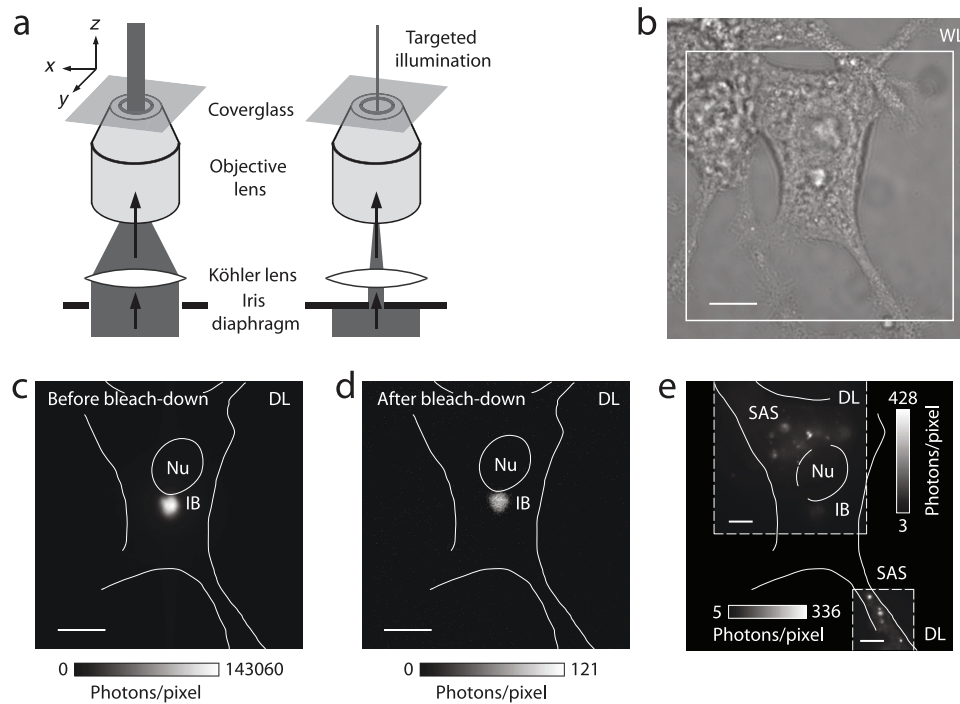 a
z
x
y
Targeted
illumination
Coverglass
Objective
lens
Köhler lens
Iris
diaphragm
b
WL
c
Before bleach-down
DL
Nu
IB
0
143060
Photons/pixel
d
After bleach-down
DL
Nu
IB
0
121
Photons/pixel
e
SAS
DL
428
Photons/pixel
3
Nu
IB
SAS
5
336
Photons/pixel
DL